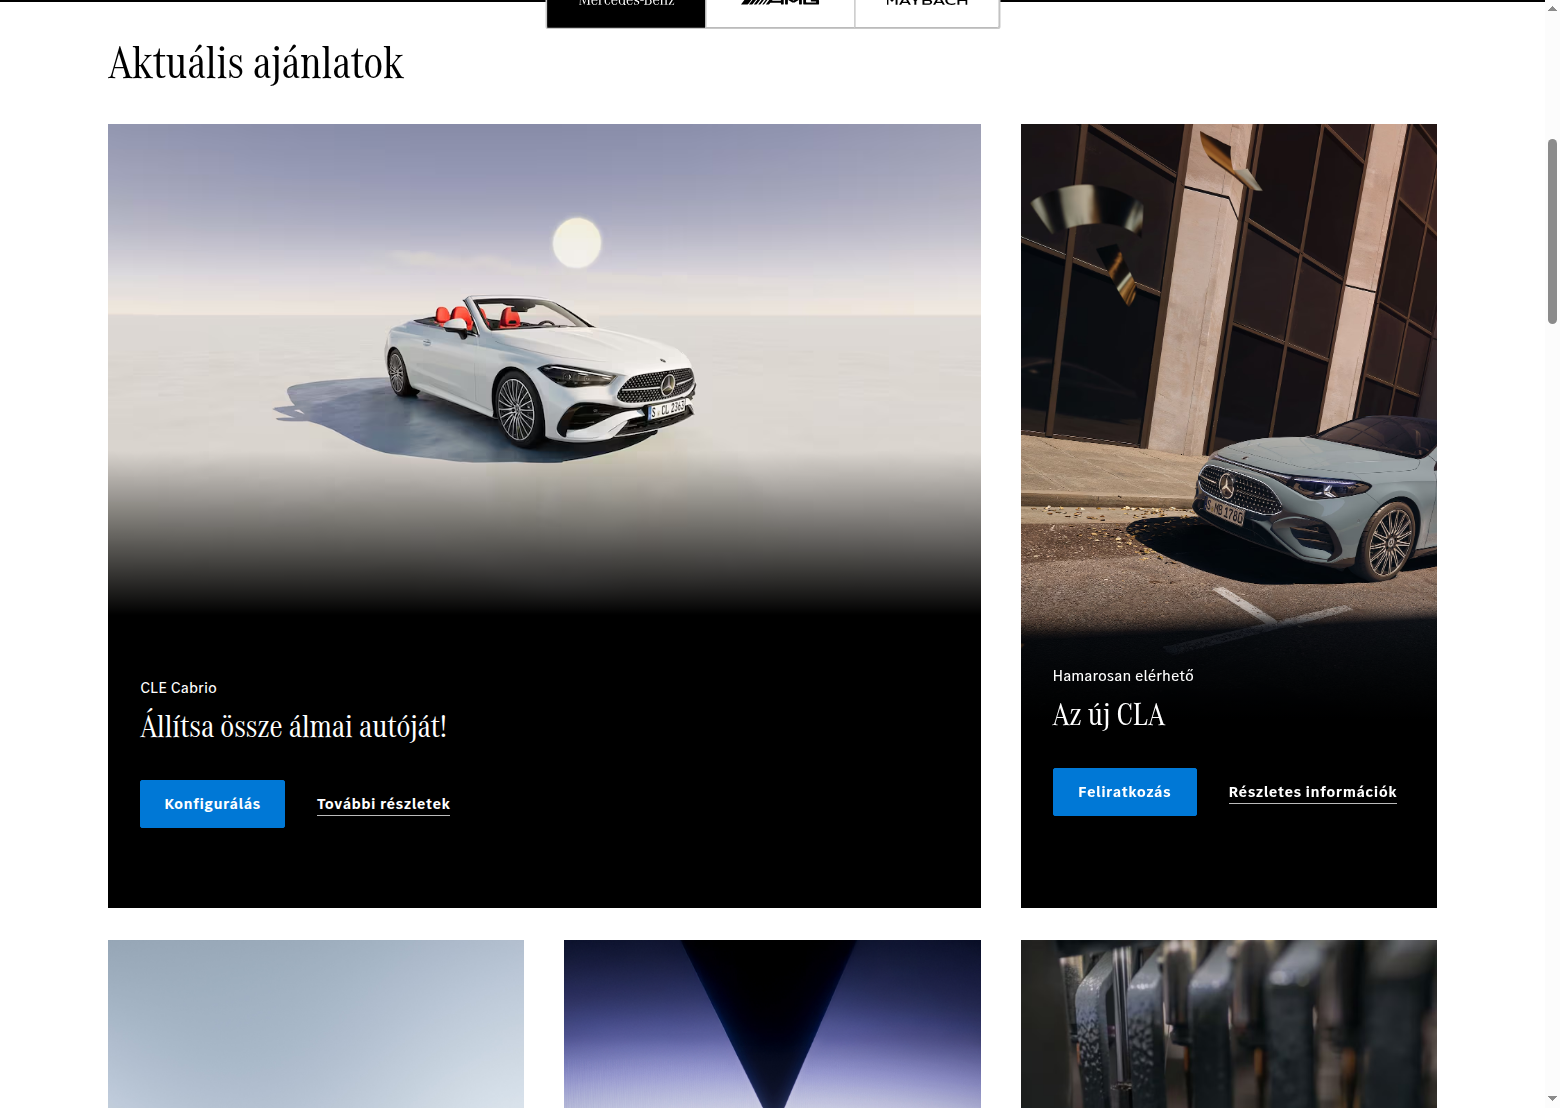 Mercedes-Benz
AMG
MAYBACH
Aktuális ajánlatok
S CL 2363
S MB 1780
CLE Cabrio
Állítsa össze álmai autóját!
Konfigurálás
További részletek
Hamarosan elérhető
Az új CLA
Feliratkozás
Részletes információk